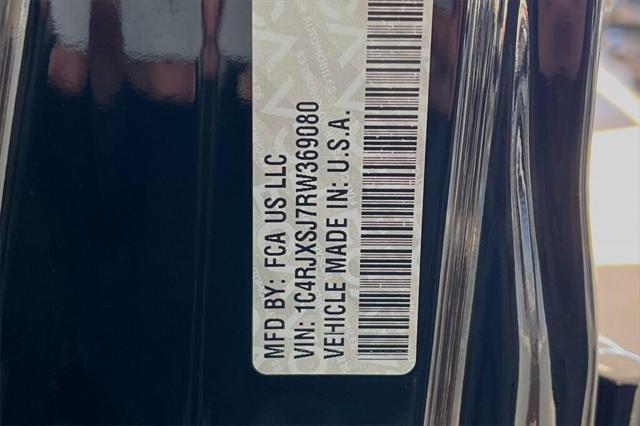 MFD BY: FCA US LLC
VIN: 1C4RJXSJ7RW369080
VEHICLE MADE IN: U.S.A.